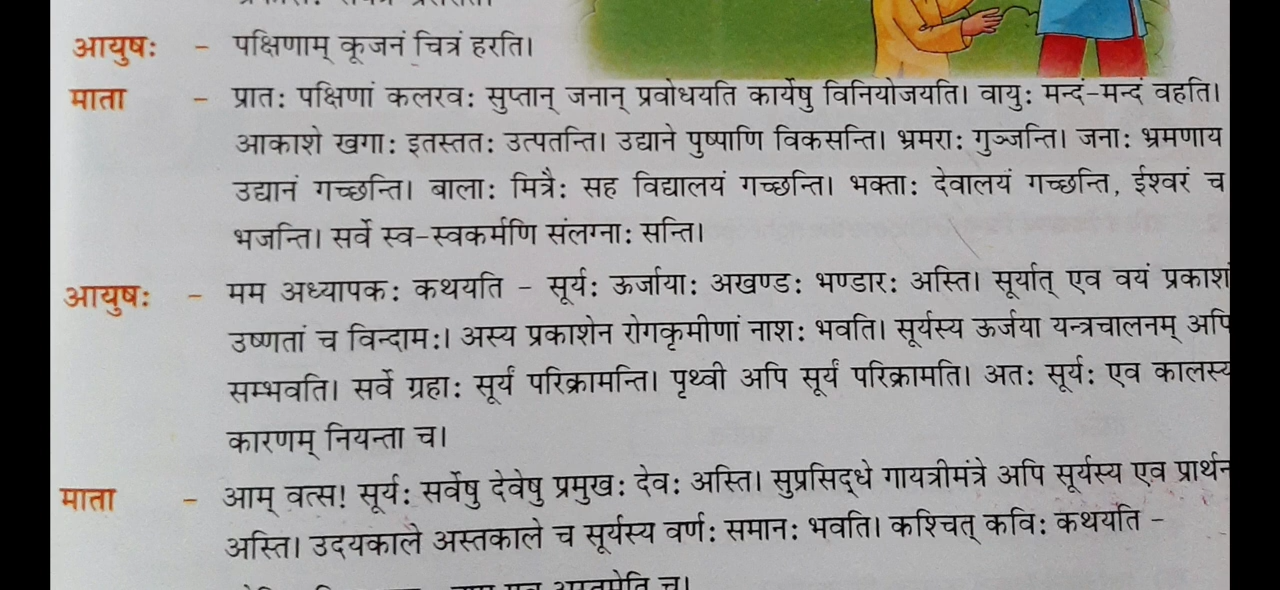 आयुषः - पक्षिणाम् कूजनं चित्रं हरति।
माता - प्रातः पक्षिणां कलरवः सुप्तान् जनान् प्रवोधयति कार्येषु विनियोजयति। वायुः मन्दं-मन्दं वहति।
आकाशे खगाः इतस्ततः उत्पतन्ति। उद्याने पुष्पाणि विकसन्ति। भ्रमराः गुञ्जन्ति। जनाः भ्रमणाय
उद्यानं गच्छन्ति। बालाः मित्रैः सह विद्यालयं गच्छन्ति। भक्ताः देवालयं गच्छन्ति, ईश्वरं च
भजन्ति। सर्वे स्व-स्वकर्मणि संलग्नाः सन्ति।
आयुषः - मम अध्यापकः कथयति - सूर्यः ऊर्जायाः अखण्डः भण्डारः अस्ति। सूर्यात् एव वयं प्रकाशं
उष्णतां च विन्दामः। अस्य प्रकाशेन रोगकृमीणां नाशः भवति। सूर्यस्य ऊर्जया यन्त्रचालनम् अपि
सम्भवति। सर्वे ग्रहाः सूर्यं परिक्रामन्ति। पृथ्वी अपि सूर्यं परिक्रामति। अतः सूर्यः एव कालस्य
कारणम् नियन्ता च।
माता - आम् वत्स! सूर्यः सर्वेषु देवेषु प्रमुखः देवः अस्ति। सुप्रसिद्धे गायत्रीमंत्रे अपि सूर्यस्य एव
अस्ति। उदयकाले अस्तकाले च सूर्यस्य वर्णः समानः भवति। कश्चित् कविः कथयति -